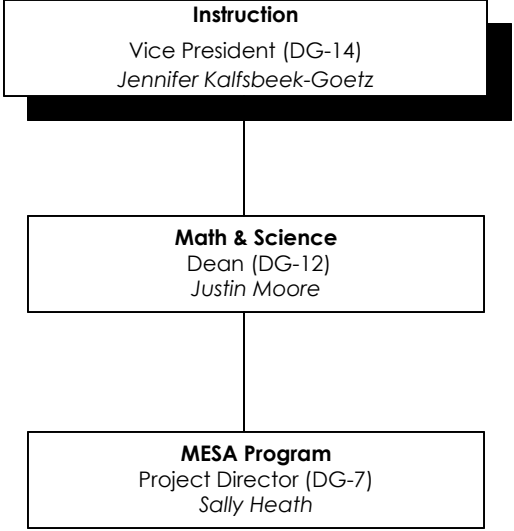 Instruction
Vice President (DG-14)
Jennifer Kalfsbeek-Goetz
Math & Science
Dean (DG-12)
Justin Moore
MESA Program
Project Director (DG-7)
Sally Heath